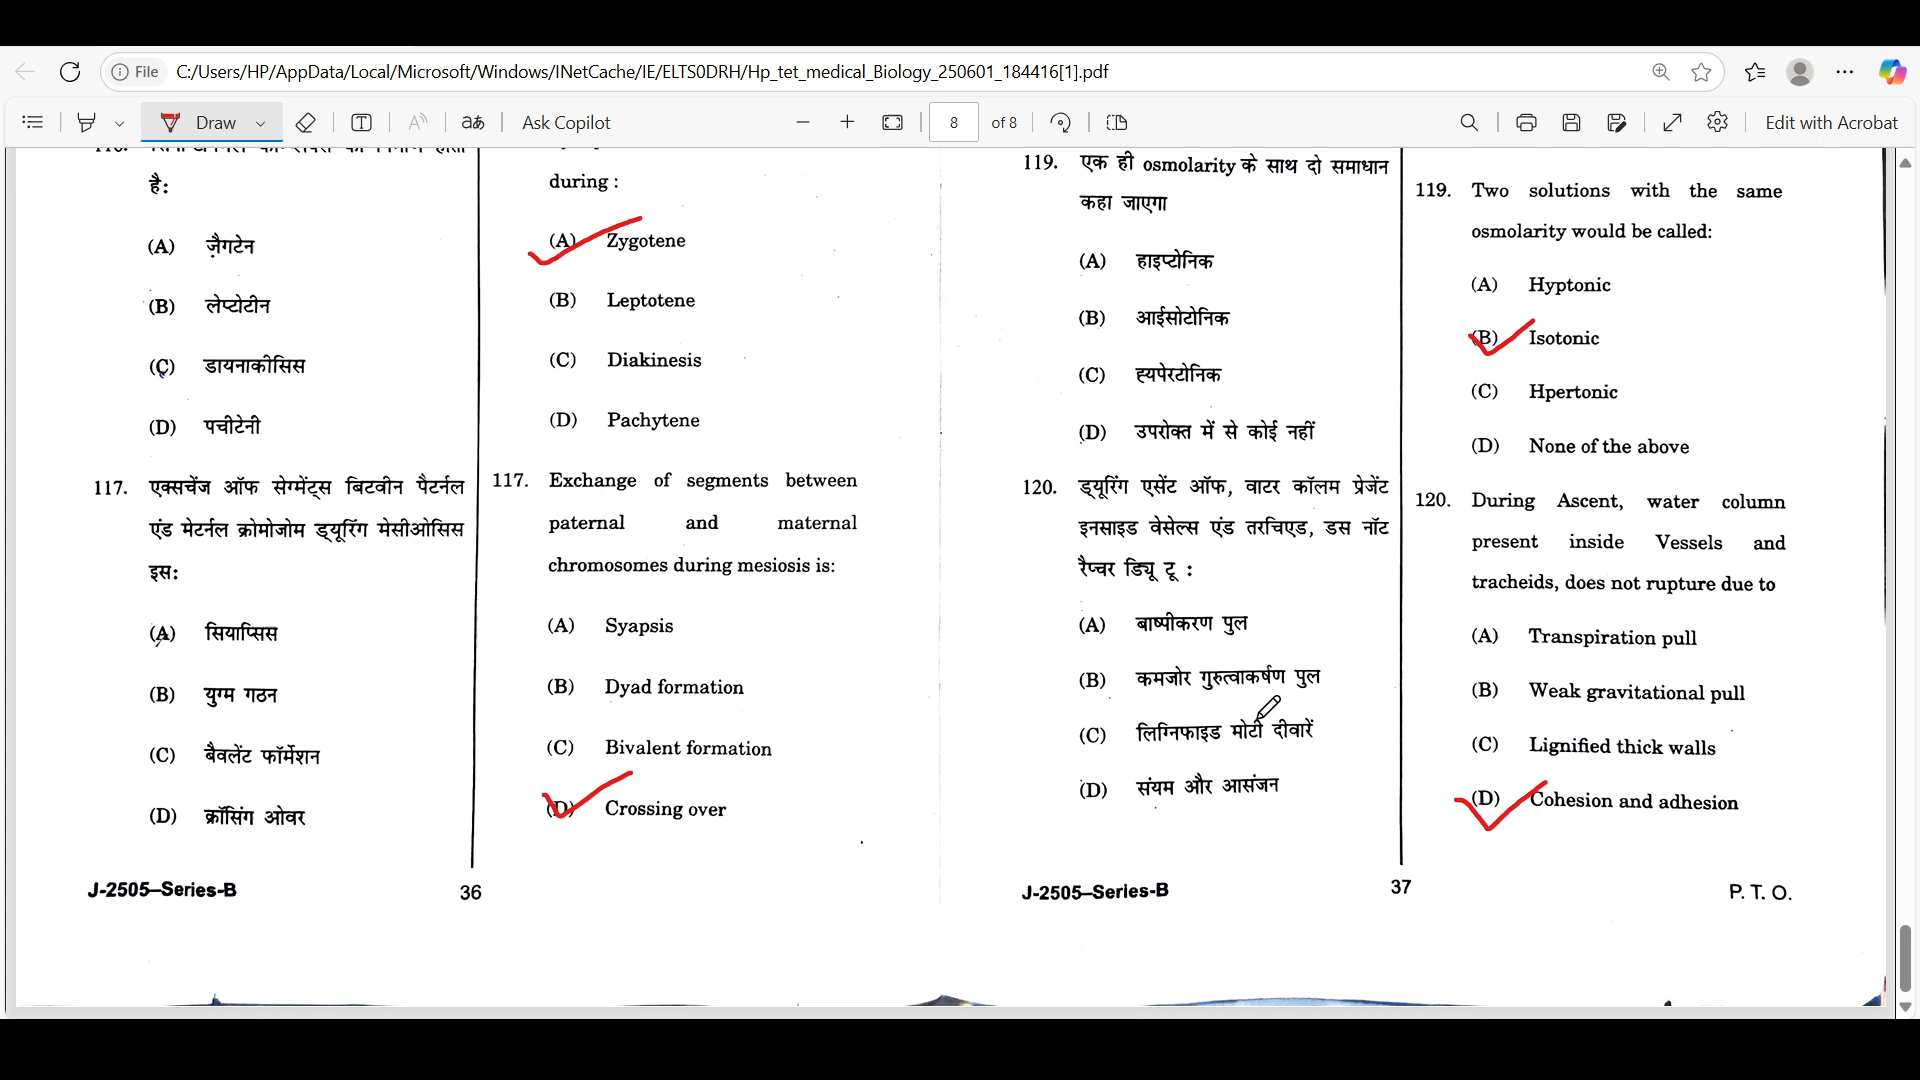 File C:/Users/HP/AppData/Local/Microsoft/Windows/INetCache/IE/ELTS0DRH/Hp_tet_medical_Biology_250601_184416[1].pdf
Draw
T
aあ
Ask Copilot
8 of 8
Edit with Acrobat
है:
(A) ज़ैगटेन
(B) लेप्टोटीन
(C) डायनाकीसिस
(D) पचीटेनी
117. एक्सचेंज ऑफ सेग्मेंट्स बिटवीन पैटर्नल
एंड मेटर्नल क्रोमोजोम ड्यूरिंग मेसीओसिस
इस:
(A) सियाप्सिस
(B) युग्म गठन
(C) बैवलेंट फॉर्मेशन
(D) क्रॉसिंग ओवर
J-2505–Series-B
during :
(A) Zygotene
(B) Leptotene
(C) Diakinesis
(D) Pachytene
117. Exchange of segments between
paternal and maternal
chromosomes during mesiosis is:
(A) Syapsis
(B) Dyad formation
(C) Bivalent formation
(D) Crossing over
36
119. एक ही osmolarity के साथ दो समाधान
कहा जाएगा
(A) हाइप्टोनिक
(B) आईसोटोनिक
(C) ह्यपेरटोनिक
(D) उपरोक्त में से कोई नहीं
120. ड्यूरिंग एसेंट ऑफ, वाटर कॉलम प्रेजेंट
इनसाइड वेसेल्स एंड तरचिएड, डस नॉट
रैप्चर डियू टू :
(A) बाष्पीकरण पुल
(B) कमजोर गुरुत्वाकर्षण पुल
(C) लिग्निफाइड मोटी दीवारें
(D) संयम और आसंजन
J-2505–Series-B
119. Two solutions with the same
osmolarity would be called:
(A) Hyptonic
(B) Isotonic
(C) Hpertonic
(D) None of the above
120. During Ascent, water column
present inside Vessels and
tracheids, does not rupture due to
(A) Transpiration pull
(B) Weak gravitational pull
(C) Lignified thick walls
(D) Cohesion and adhesion
37
P. T. O.